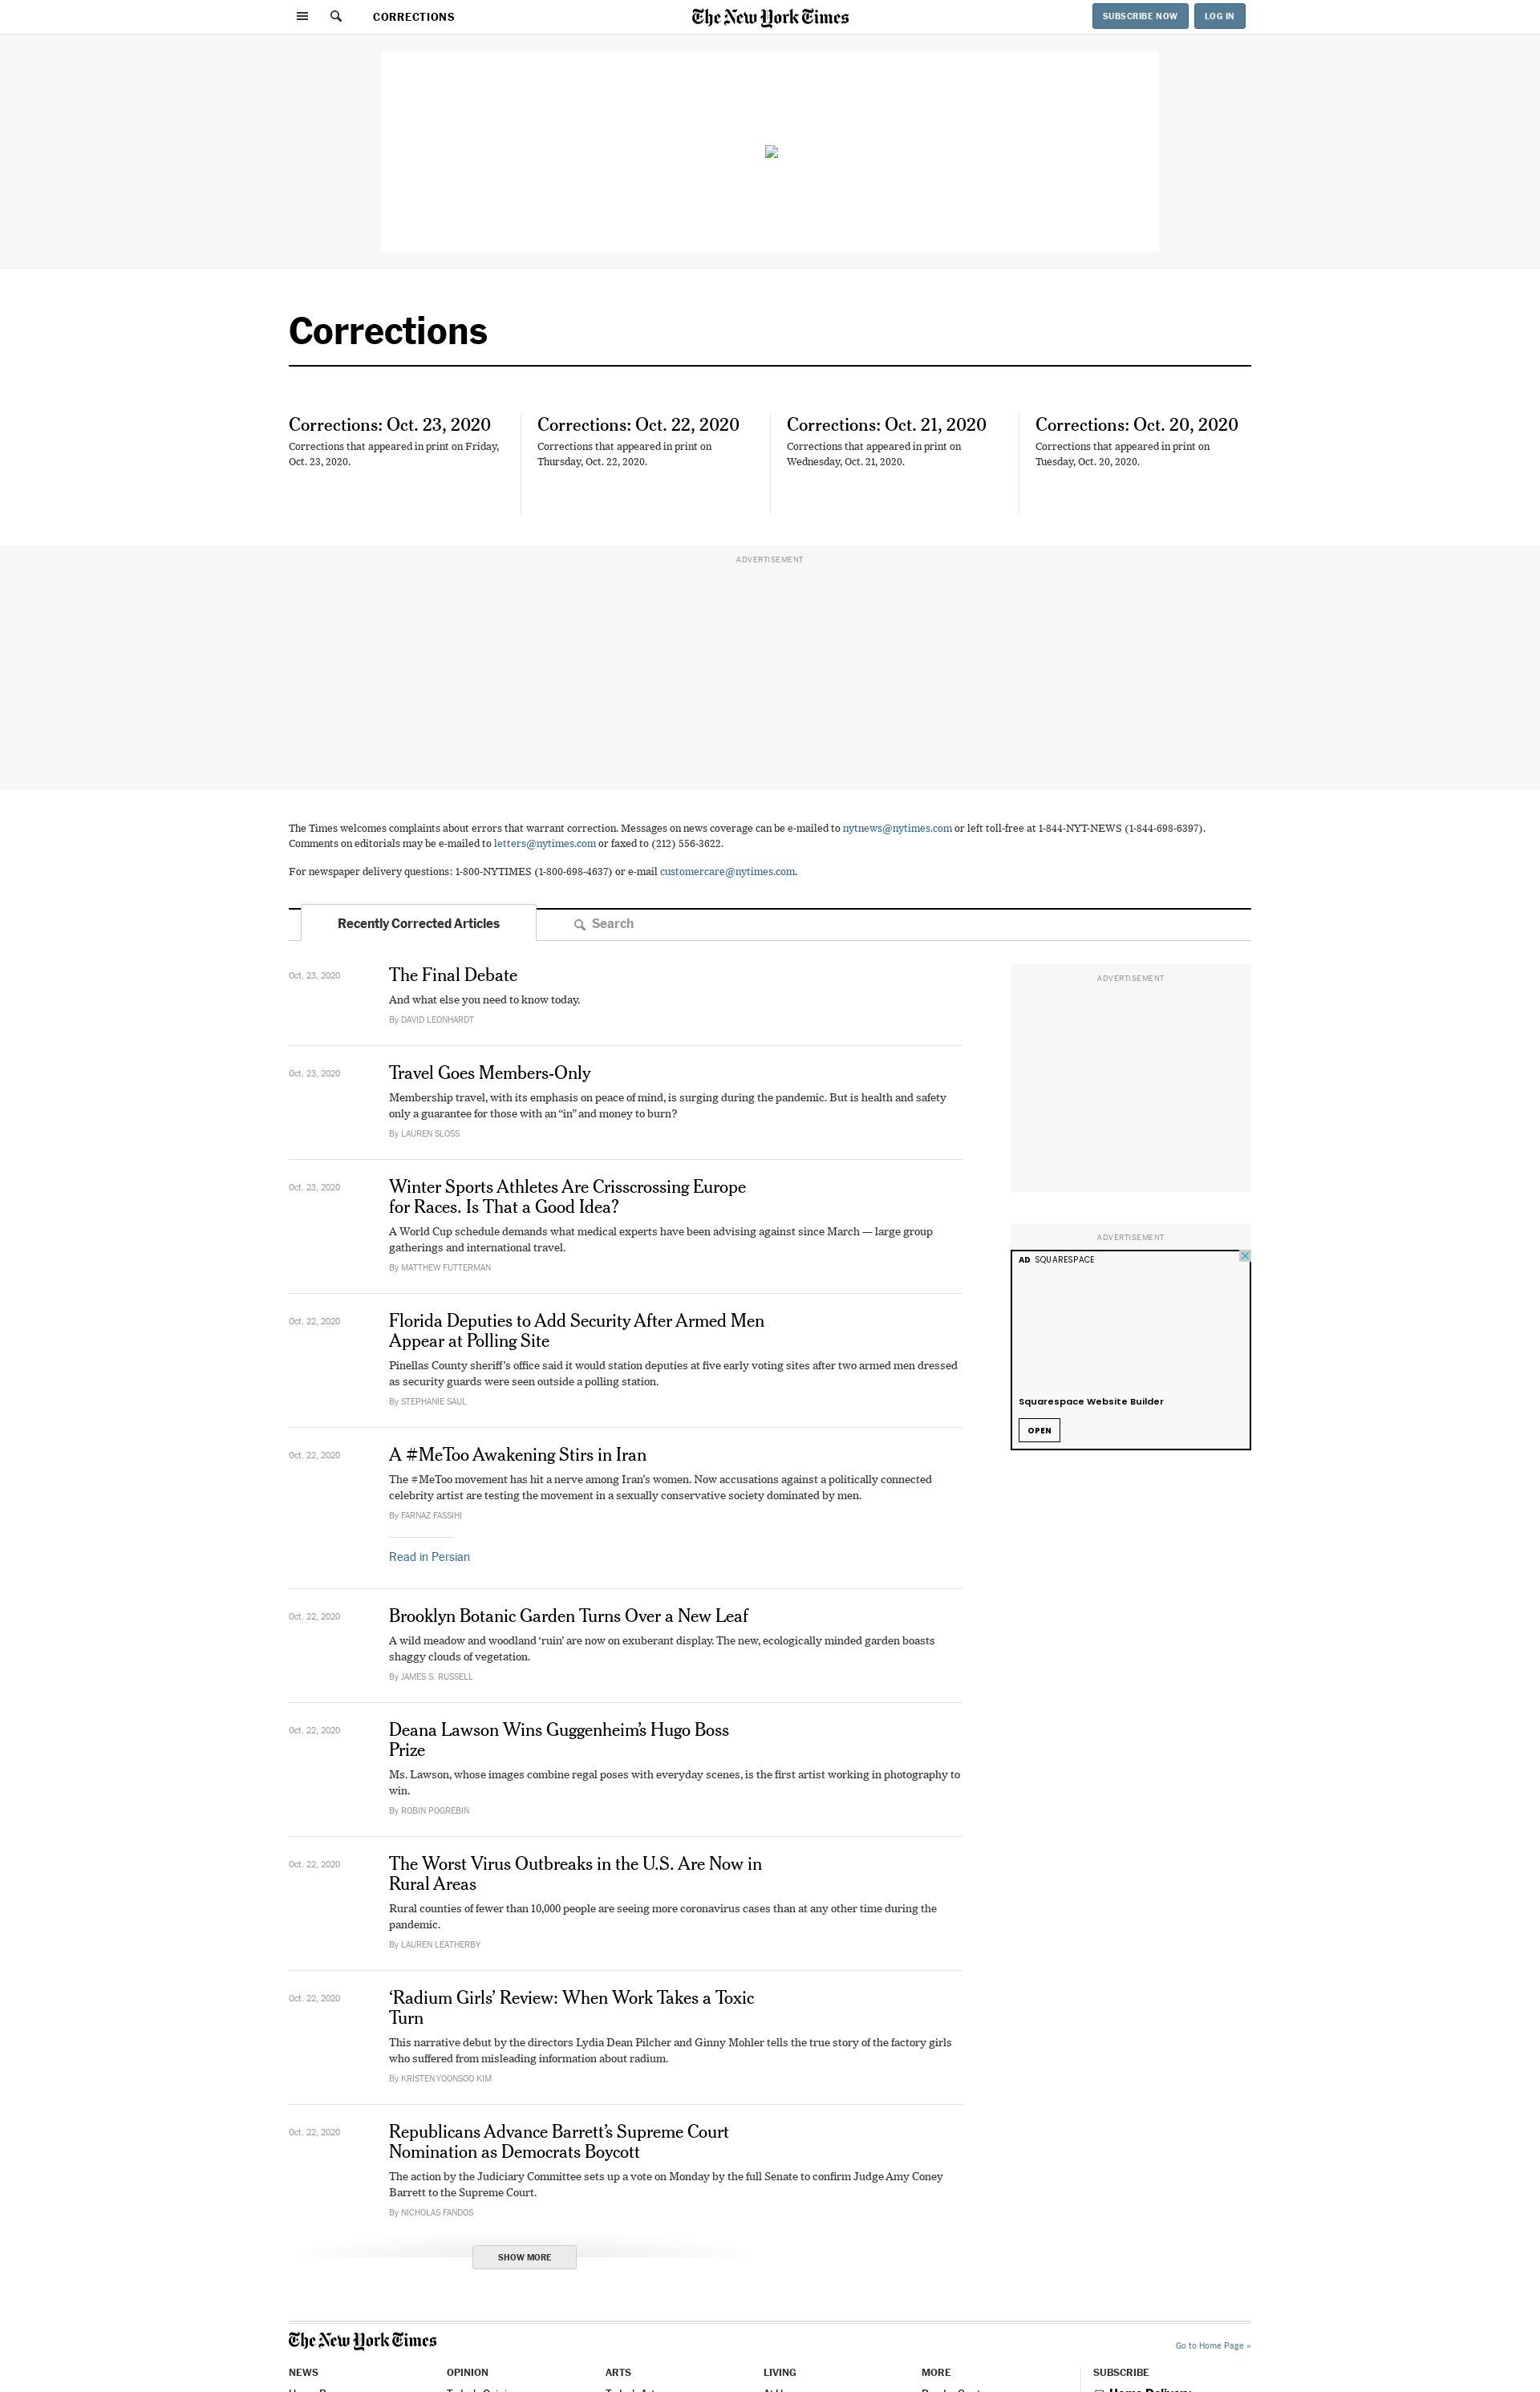 CORRECTIONS
The New York Times
SUBSCRIBE NOW
LOG IN
Corrections
Corrections: Oct. 23, 2020
Corrections that appeared in print on Friday,
Oct. 23, 2020.
Corrections: Oct. 22, 2020
Corrections that appeared in print on
Thursday, Oct. 22, 2020.
Corrections: Oct. 21, 2020
Corrections that appeared in print on
Wednesday, Oct. 21, 2020.
Corrections: Oct. 20, 2020
Corrections that appeared in print on
Tuesday, Oct. 20, 2020.
ADVERTISEMENT
The Times welcomes complaints about errors that warrant correction. Messages on news coverage can be e-mailed to nytnews@nytimes.com or left toll-free at 1-844-NYT-NEWS (1-844-698-6397).
Comments on editorials may be e-mailed to letters@nytimes.com or faxed to (212) 556-3622.
For newspaper delivery questions: 1-800-NYTIMES (1-800-698-4637) or e-mail customercare@nytimes.com.
Recently Corrected Articles
Search
Oct. 23, 2020
The Final Debate
And what else you need to know today.
By DAVID LEONHARDT
Oct. 23, 2020
Travel Goes Members-Only
Membership travel, with its emphasis on peace of mind, is surging during the pandemic. But is health and safety
only a guarantee for those with an “in” and money to burn?
By LAUREN SLOSS
Oct. 23, 2020
Winter Sports Athletes Are Crisscrossing Europe
for Races. Is That a Good Idea?
A World Cup schedule demands what medical experts have been advising against since March — large group
gatherings and international travel.
By MATTHEW FUTTERMAN
Oct. 22, 2020
Florida Deputies to Add Security After Armed Men
Appear at Polling Site
Pinellas County sheriff’s office said it would station deputies at five early voting sites after two armed men dressed
as security guards were seen outside a polling station.
By STEPHANIE SAUL
Oct. 22, 2020
A #MeToo Awakening Stirs in Iran
The #MeToo movement has hit a nerve among Iran’s women. Now accusations against a politically connected
celebrity artist are testing the movement in a sexually conservative society dominated by men.
By FARNAZ FASSIHI
Read in Persian
Oct. 22, 2020
Brooklyn Botanic Garden Turns Over a New Leaf
A wild meadow and woodland ‘ruin’ are now on exuberant display. The new, ecologically minded garden boasts
shaggy clouds of vegetation.
By JAMES S. RUSSELL
Oct. 22, 2020
Deana Lawson Wins Guggenheim’s Hugo Boss
Prize
Ms. Lawson, whose images combine regal poses with everyday scenes, is the first artist working in photography to
win.
By ROBIN POGREBIN
Oct. 22, 2020
The Worst Virus Outbreaks in the U.S. Are Now in
Rural Areas
Rural counties of fewer than 10,000 people are seeing more coronavirus cases than at any other time during the
pandemic.
By LAUREN LEATHERBY
Oct. 22, 2020
‘Radium Girls’ Review: When Work Takes a Toxic
Turn
This narrative debut by the directors Lydia Dean Pilcher and Ginny Mohler tells the true story of the factory girls
who suffered from misleading information about radium.
By KRISTEN YOONSOO KIM
Oct. 22, 2020
Republicans Advance Barrett’s Supreme Court
Nomination as Democrats Boycott
The action by the Judiciary Committee sets up a vote on Monday by the full Senate to confirm Judge Amy Coney
Barrett to the Supreme Court.
By NICHOLAS FANDOS
SHOW MORE
ADVERTISEMENT
ADVERTISEMENT
AD SQUARESPACE
Squarespace Website Builder
OPEN
The New York Times
Go to Home Page »
NEWS
OPINION
ARTS
LIVING
MORE
SUBSCRIBE
Home Delivery